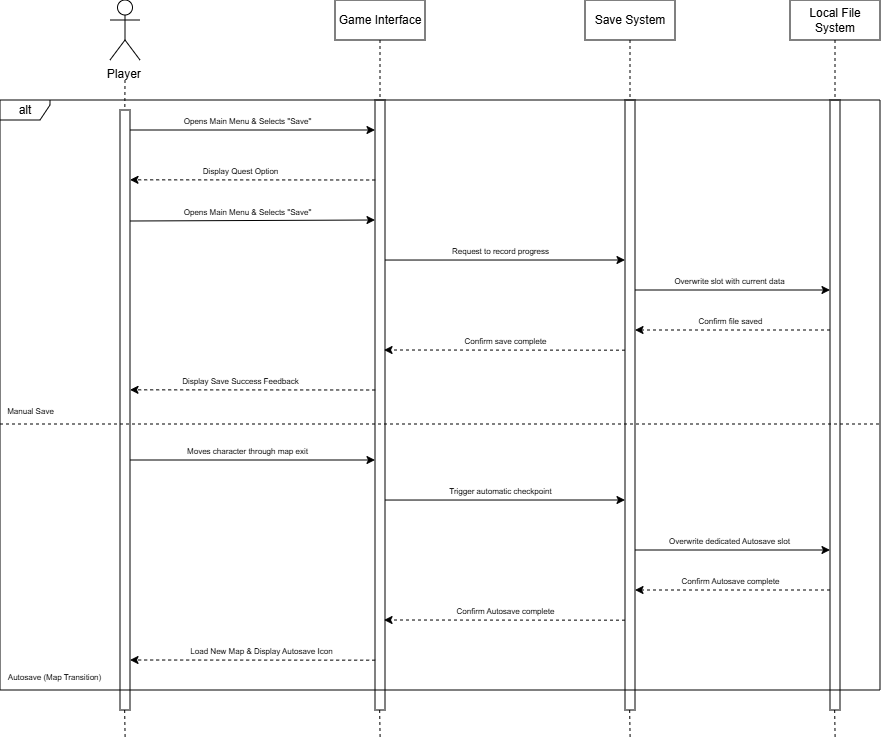 Player
Game Interface
Save System
Local File
System
alt
Opens Main Menu & Selects "Save"
Display Quest Option
Opens Main Menu & Selects "Save"
Request to record progress
Overwrite slot with current data
Confirm file saved
Confirm save complete
Display Save Success Feedback
Manual Save
Moves character through map exit
Trigger automatic checkpoint
Overwrite dedicated Autosave slot
Confirm Autosave complete
Confirm Autosave complete
Load New Map & Display Autosave Icon
Autosave (Map Transition)